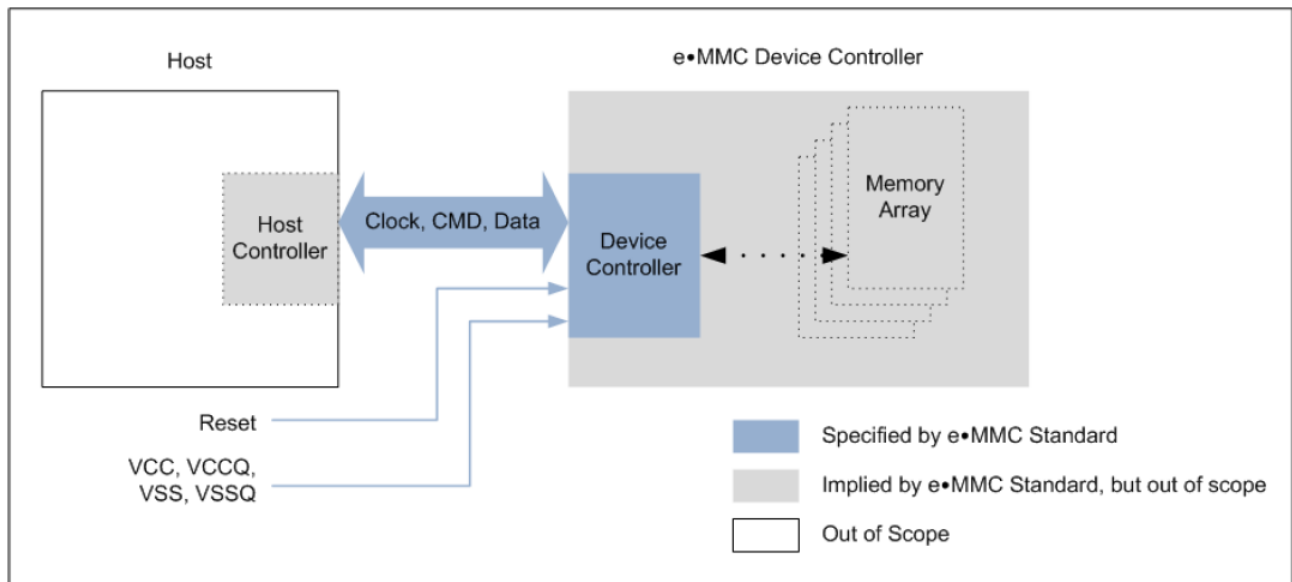 Host
e•MMC Device Controller
Memory
Array
Host
Controller
Clock, CMD, Data
Device
Controller
Reset
VCC, VCCQ,
VSS, VSSQ
Specified by e•MMC Standard
Implied by e•MMC Standard, but out of scope
Out of Scope